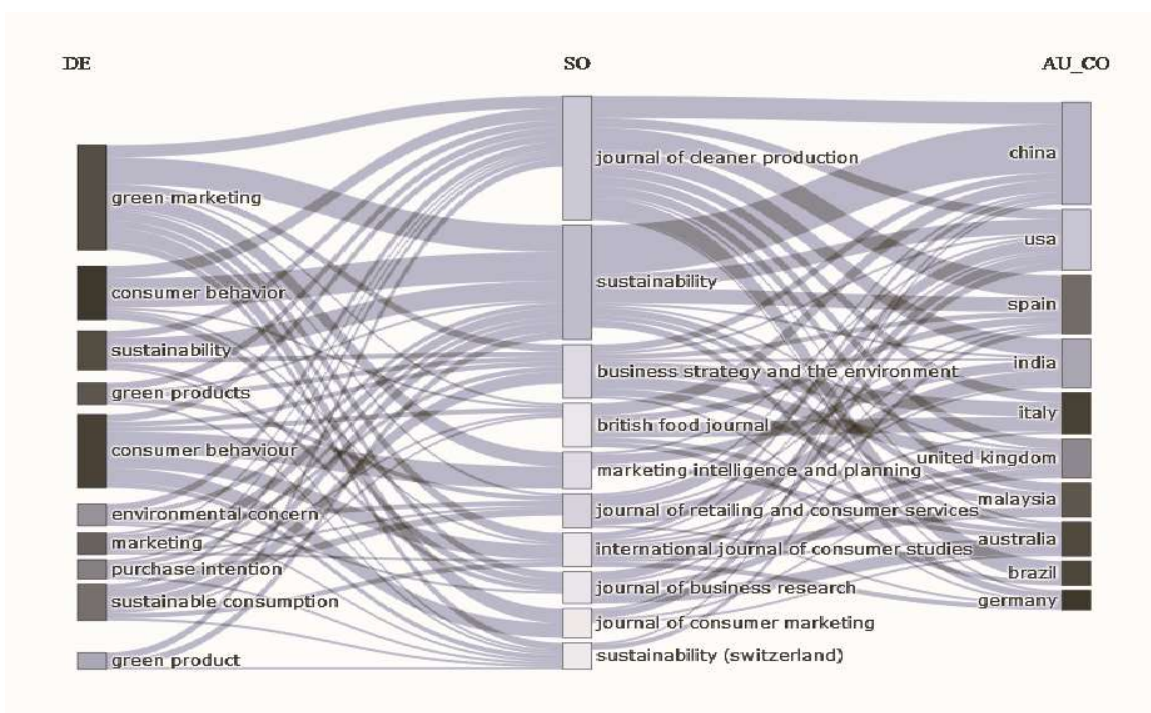 DE
SO
AU_CO
green marketing
consumer behavior
sustainability
green products
consumer behaviour
environmental concern
marketing
purchase intention
sustainable consumption
green product
journal of cleaner production
sustainability
business strategy and the environment
british food journal
marketing intelligence and planning
journal of retailing and consumer services
international journal of consumer studies
journal of business research
journal of consumer marketing
sustainability (switzerland)
china
usa
spain
india
italy
united kingdom
malaysia
australia
brazil
germany